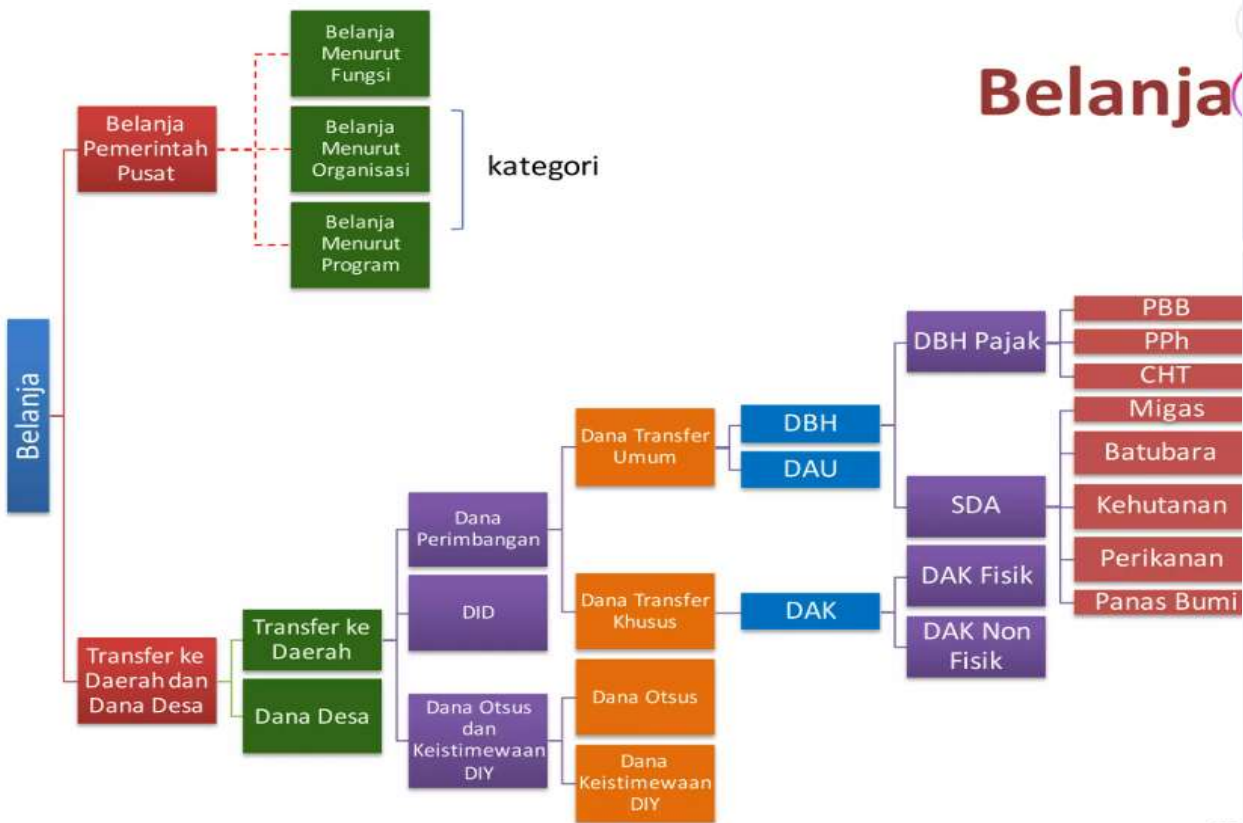 Belanja
Belanja
Menurut
Fungsi
Belanja
Pemerintah
Pusat
Belanja
Menurut
Organisasi
kategori
Belanja
Menurut
Program
Belanja
PBB
DBH Pajak
PPh
CHT
Migas
Dana Transfer
Umum
DBH
DAU
Batubara
SDA
Kehutanan
Dana
Perimbangan
DAK Fisik
Perikanan
DID
Dana Transfer
Khusus
DAK
Panas Bumi
DAK Non
Fisik
Transfer ke
Daerah dan
Dana Desa
Transfer ke
Daerah
Dana Desa
Dana Otsus
dan
Keistimewaan
DIY
Dana Otsus
Dana
Keistimewaan
DIY